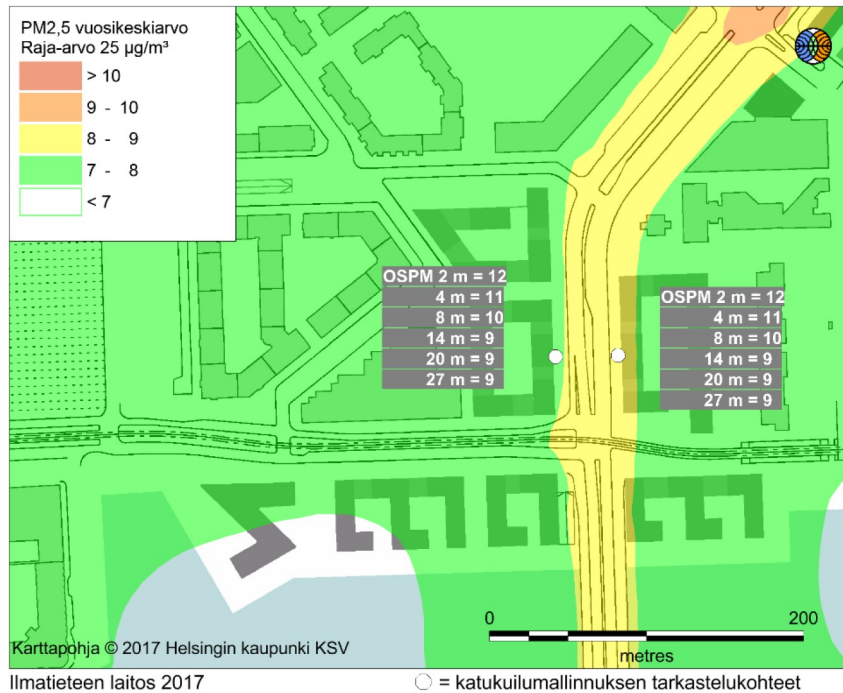 PM2,5 vuosikeskiarvo
Raja-arvo 25 µg/m³
> 10
9 - 10
8 - 9
7 - 8
< 7
OSPM 2 m = 12
4 m = 11
8 m = 10
14 m = 9
20 m = 9
27 m = 9
OSPM 2 m = 12
4 m = 11
8 m = 10
14 m = 9
20 m = 9
27 m = 9
0 200
metres
Karttapohja © 2017 Helsingin kaupunki KSV
Ilmatieteen laitos 2017
= katukuilumallinnuksen tarkastelukohteet